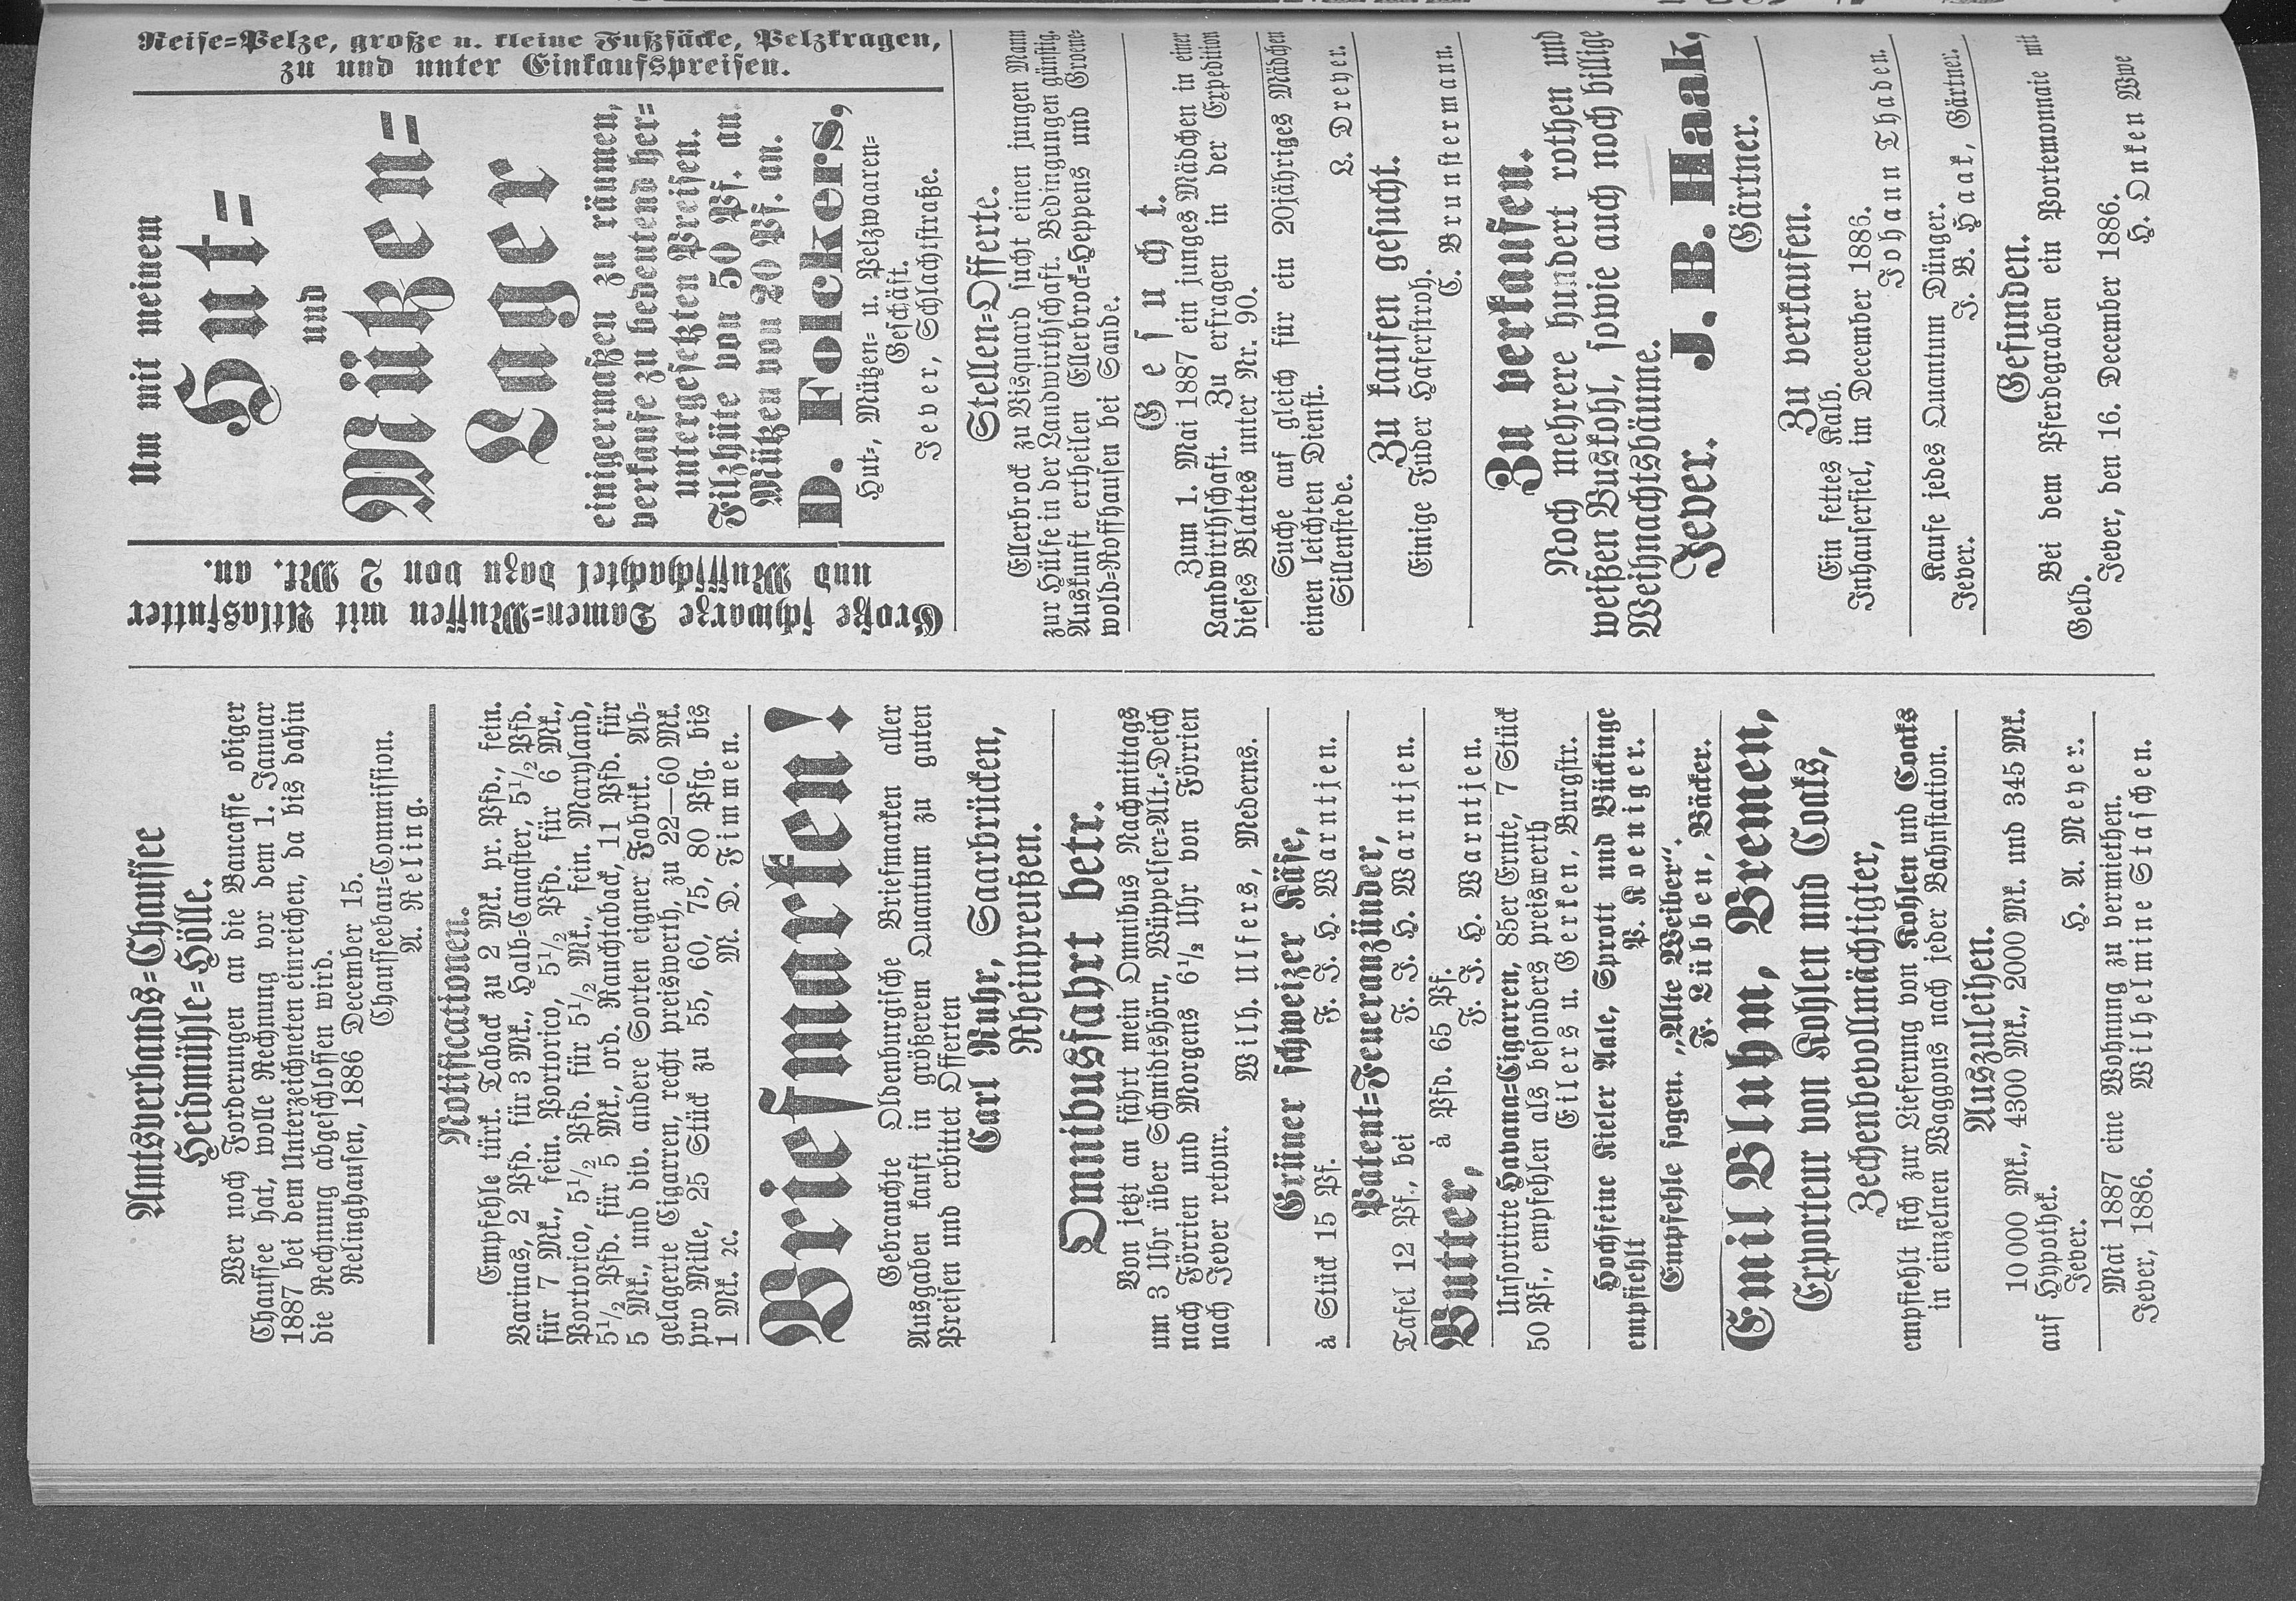 Amtsverbands=Chaussee
Heidmühle=Hölle.
Wer noch Forderungen an die Baucasse obiger
Chaussee hat, wolle Rechnung vor dem 1. Januar
1887 bei dem Unterzeichneten einreichen, da bis dahin
die Rechnung abgeschlossen wird.
Relinghausen, 1886 December 15.
Chausseebau=Commission.
A. Reling.
Notificationen.
Empfehle türk. Taback zu 2 Mk. pr. Pfd., fein.
Varinas, 2 Pfd. für 3 Mk., Halb=Canaster, 5½ Pfd.
für 7 Mk., fein. Portorico, 5½ Pfd. für 6 Mk.,
Portorico, 5½ Pfd. für 5½ Mk., fein. Maryland,
5½ Pfd. für 5 Mk., ord. Rauchtaback, 11 Pfd. für
5 Mk., und div. andere Sorten eigner Fabrik. Ab=
gelagerte Cigarren, recht preiswerth, zu 22—60 Mk.
pro Mille, 25 Stück zu 55, 60, 75, 80 Pfg. bis
1 Mk. ꝛc. M. D. Fimmen.
Briefmarken!
Gebrauchte Oldenburgische Briefmarken aller
Ausgaben kauft in größerem Quantum zu guten
Preisen und erbittet Offerten
Carl Ruhr, Saarbrücken,
Rheinpreußen.
Omnibusfahrt betr.
Von jetzt an fährt mein Omnibus Nachmittags
um 3 Uhr über Schmidtshörn, Wüppelser=Alt.=Deich
nach Förrien und Morgens 6½ Uhr von Förrien
nach Jever retour.
Wilh. Ulfers, Mederns.
Grüner schweizer Käse,
à Stück 15 Pf. F. J. H. Warntjen.
Patent=Feueranzünder,
Tafel 12 Pf., bei F. J. H. Warntjen.
Butter, à Pfd. 65 Pf.
F. J. H. Warntjen.
Unsortirte Havana=Cigarren, 85er Ernte, 7 Stück
50 Pf., empfehlen als besonders preiswerth
Eilers u. Gerken, Burgstr.
Hochfeine Kieler Aale, Sprott und Bückinge
empfiehlt P. Koeniger.
Empfehle sogen. „Alte Weiber“.
F. Lübben, Bäcker.
Emil Bluhm, Bremen,
Exporteur von Kohlen und Coaks,
Zechenbevollmächtigter,
empfiehlt sich zur Lieferung von Kohlen und Coaks
in einzelnen Waggons nach jeder Bahnstation.
Auszuleihen.
10 000 Mk., 4300 Mk., 2000 Mk. und 345 Mk.
auf Hypothek.
Jever. H. A. Meyer.
Mai 1887 eine Wohnung zu vermiethen.
Jever, 1886. Wilhelmine Staschen.
Große schwarze Damen=Muffen mit Atlasfutter
und Muffschachtel dazu von 2 Mk. an.
Um mit meinem
Hut=
und
Mützen=
Lager
einigermaßen zu räumen,
verkaufe zu bedeutend her=
untergesetzten Preisen.
Filzhüte von 50 Pf. an.
Mützen von 20 Pf. an.
D. Folckers,
Hut=, Mützen= u. Pelzwaaren=
Geschäft.
Jever, Schlachtstraße.
Reise=Pelze, große u. kleine Fußsäcke, Pelzkragen,
zu und unter Einkaufspreisen.
Stellen=Offerte.
Ellerbrock zu Visquard sucht einen jungen Mann
zur Hülfe in der Landwirthschaft. Bedingungen günstig.
Auskunft ertheilen Ellerbrock=Heppens und Groene=
wold=Roffhausen bei Sande.
Gesucht.
Zum 1. Mai 1887 ein junges Mädchen in einer
Landwirthschaft. Zu erfragen in der Expedition
dieses Blattes unter Nr. 90.
Suche auf gleich für ein 20jähriges Mädchen
einen leichten Dienst.
Sillenstede. L. Dreyer.
Zu kaufen gesucht.
Einige Fuder Haferstroh.
C. Brunstermann.
Zu verkaufen.
Noch mehrere hundert rothen und
weißen Buskohl, sowie auch noch billige
Weihnachtsbäume.
Jever. J. B. Haak,
Gärtner.
Zu verkaufen.
Ein fettes Kalb.
Inhausersiel, im December 1886.
Johann Thaden.
Kaufe jedes Quantum Dünger.
Jever. J. B. Haak, Gärtner.
Gefunden.
Bei dem Pferdegraben ein Portemonnaie mit
Geld.
Jever, den 16. December 1886.
H. Onken Wwe